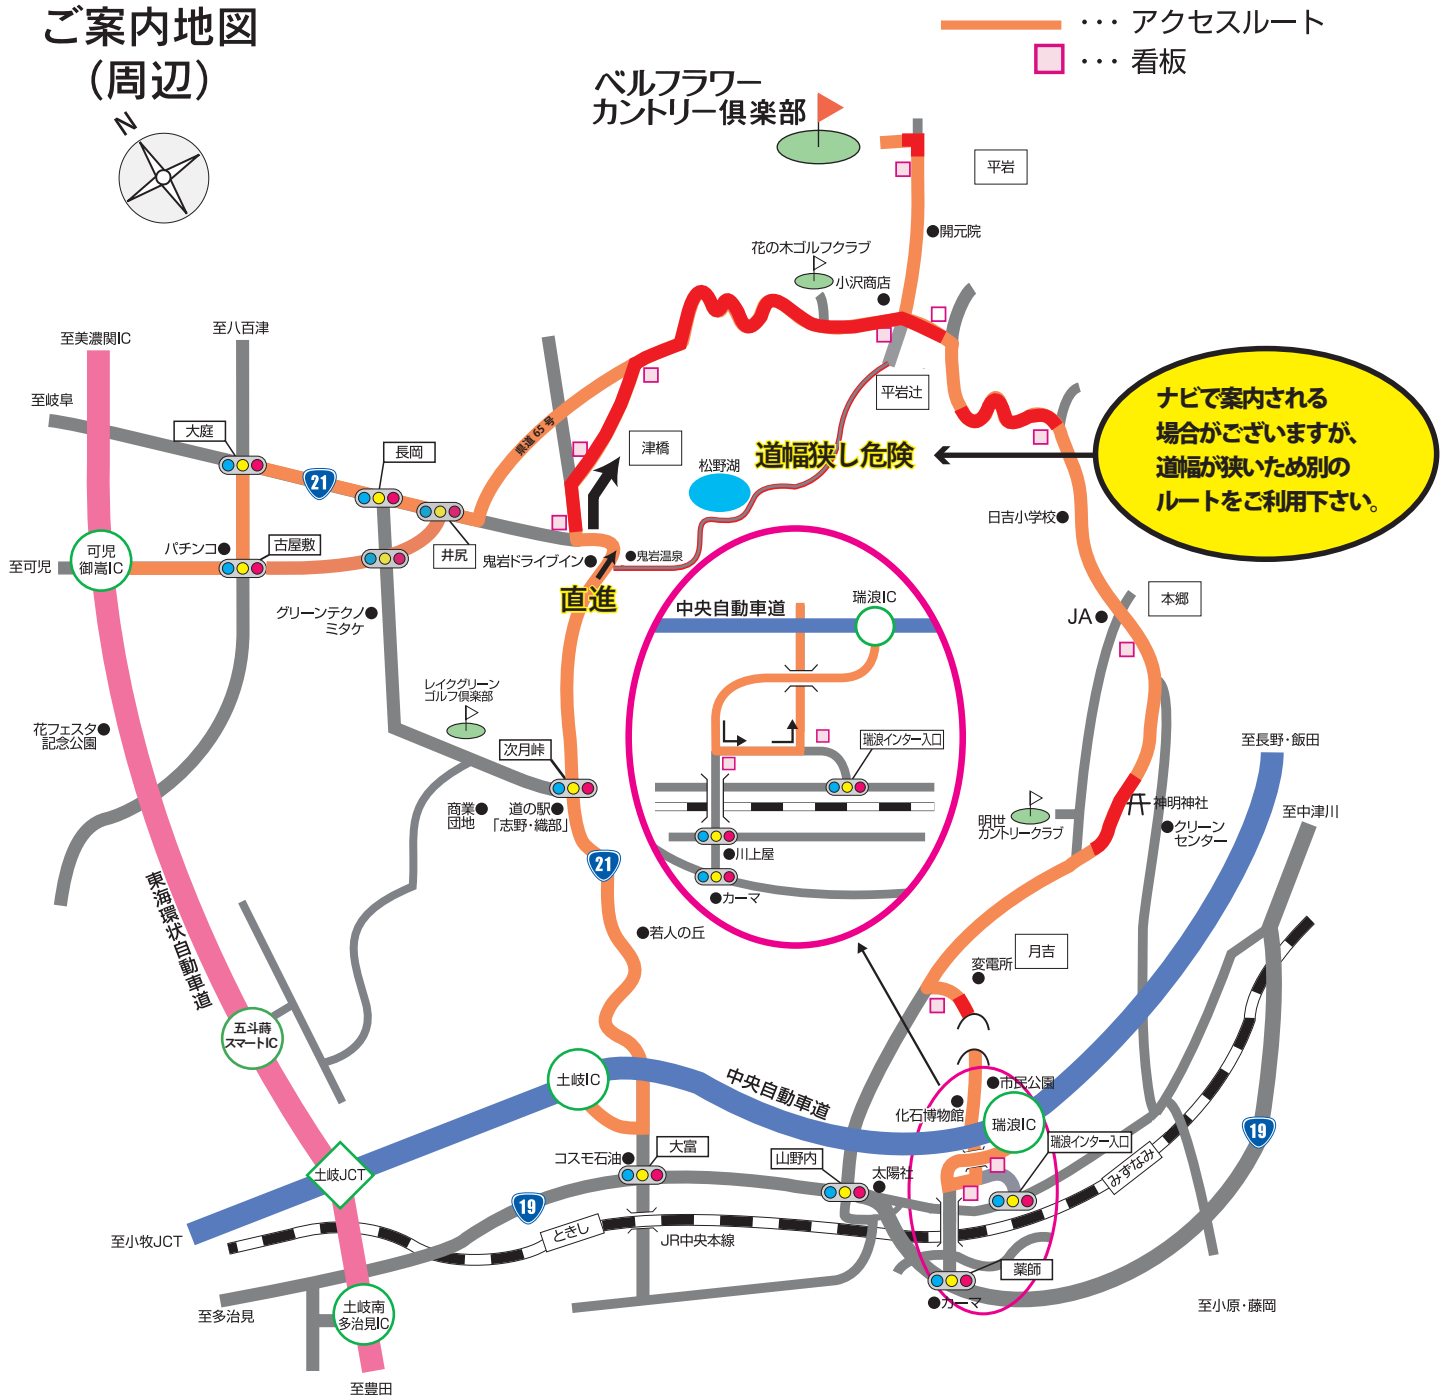 ご案内地図
（周辺）
N
･･･ アクセスルート
･･･ 看板
ベルフラワー
カントリー倶楽部
平岩
開元院
花の木ゴルフクラブ
小沢商店
至美濃関IC
至八百津
至岐阜
大庭
長岡
21
県道65号
津橋
平岩辻
松野湖
道幅狭し危険
ナビで案内される
場合がございますが、
道幅が狭いため別の
ルートをご利用下さい。
日吉小学校
パチンコ
古屋敷
井尻
鬼岩ドライブイン
鬼岩温泉
至可児
可児
御嵩IC
直進
グリーンテクノ
ミタケ
本郷
JA
中央自動車道
瑞浪IC
レイクグリーン
ゴルフ倶楽部
花フェスタ
記念公園
次月峠
瑞浪インター入口
至長野・飯田
商業
団地
道の駅
「志野・織部」
明世
カントリークラブ
神明神社
クリーン
センター
至中津川
川上屋
カーマ
21
東海環状自動車道
若人の丘
月吉
変電所
五斗蒔
スマートIC
土岐IC
中央自動車道
市民公園
化石博物館
瑞浪IC
瑞浪インター入口
19
土岐JCT
コスモ石油
大富
山野内
太陽社
みずなみ
19
ときし
JR中央本線
至小牧JCT
薬師
カーマ
至多治見
土岐南
多治見IC
至小原・藤岡
至豊田